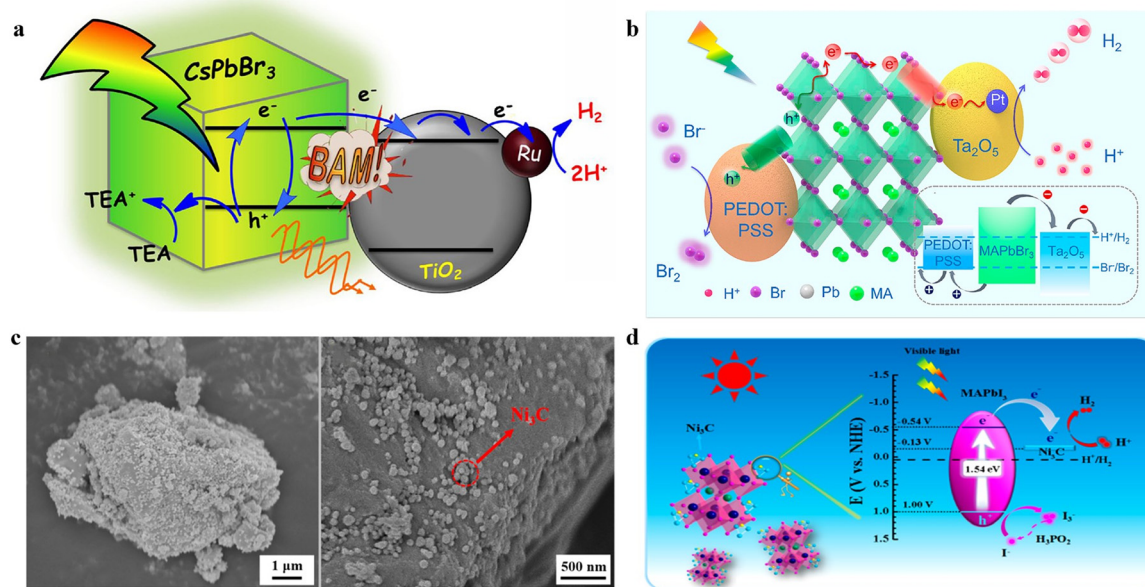 a
CsPbBr3
e-
e-
e-
BAM!
Ru
H2
2H+
TEA+
TEA
h+
TiO2
b
e-
e-
e-
h+
h+
Pt
Ta2O5
H2
H+
Br-
Br2
PEDOT:
PSS
PEDOT:
PSS
MAPbBr3
Ta2O5
H+/H2
Br-/Br2
H+ Br Pb MA
c
Ni3C
1 μm
500 nm
d
Visible light
MAPbI3
E (V vs. NHE)
-1.5
-1.0
-0.5
0.0
0.5
1.0
1.5
-0.54 V
-0.13 V
1.00 V
e-
e-
e-
1.54 eV
h+
Ni3C
Ni3C
H2
H+
H+/H2
I3-
I-
H3PO2